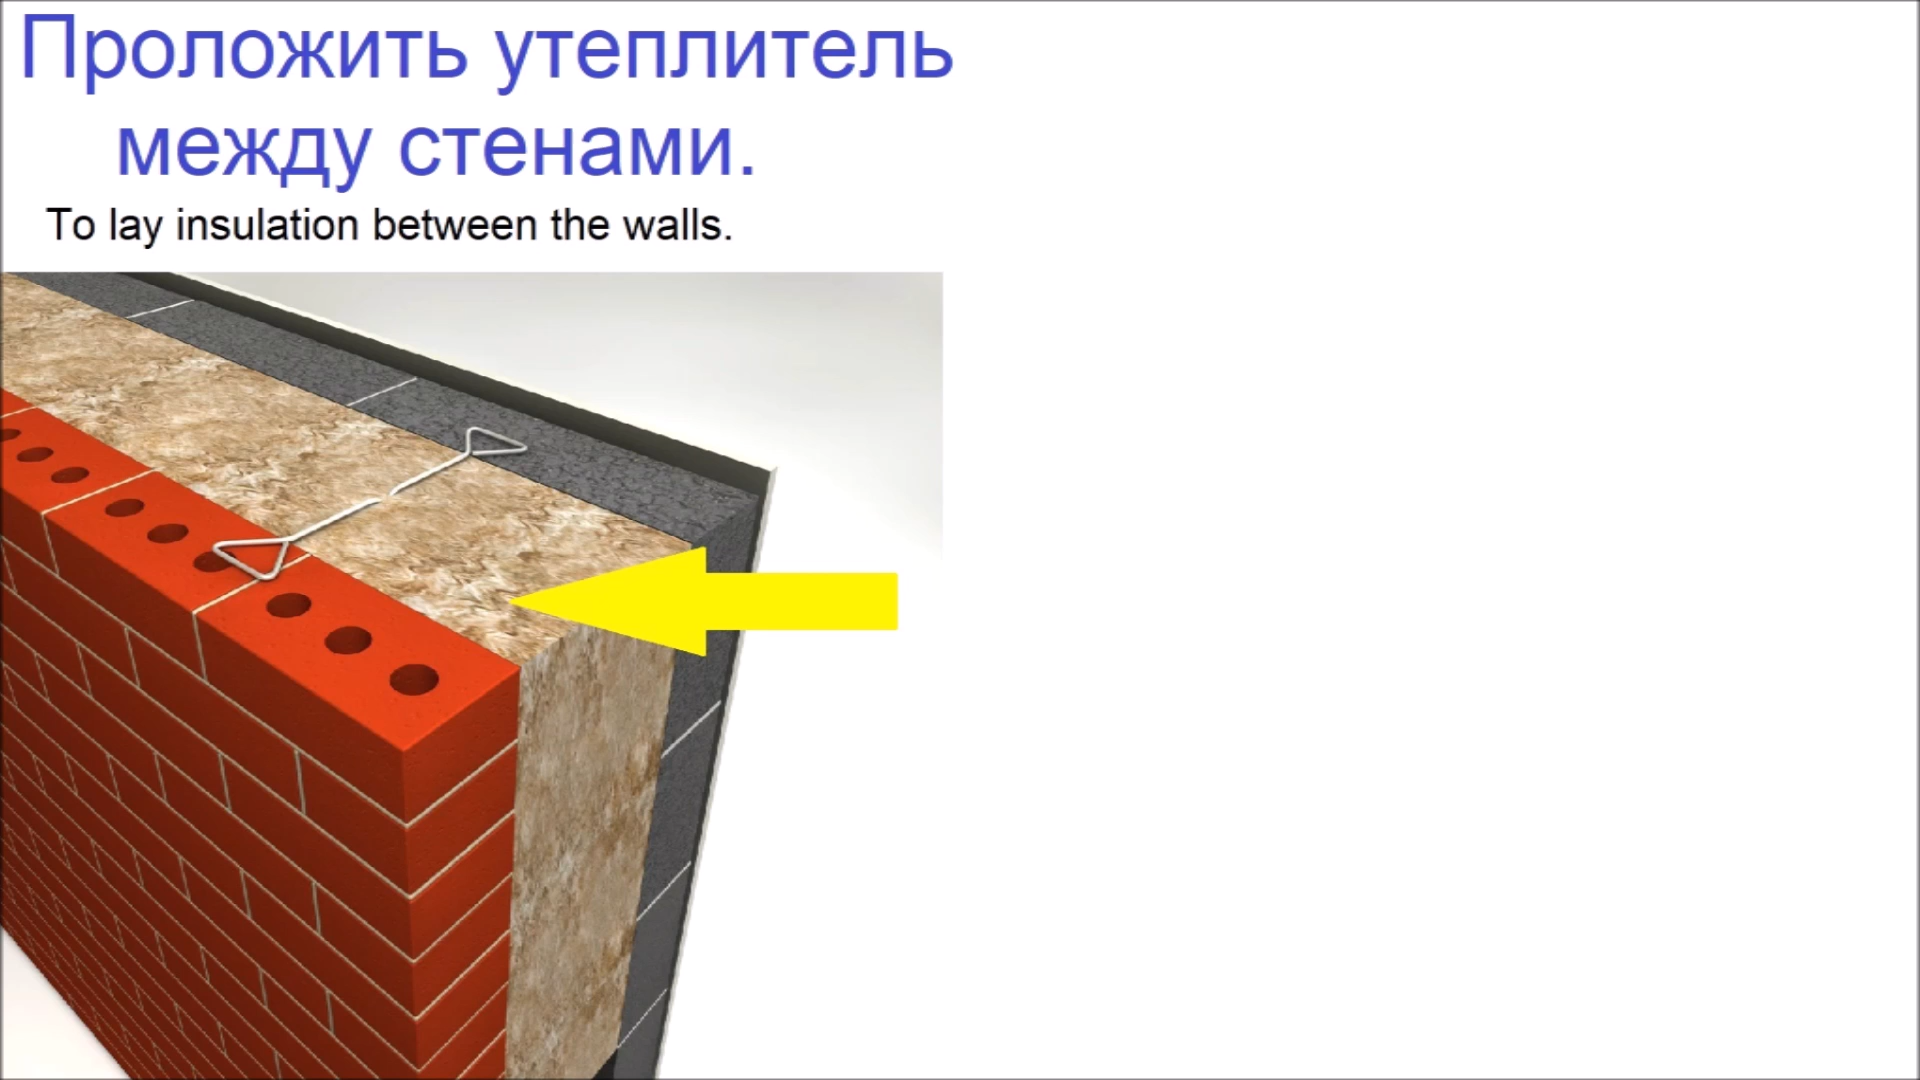 Проложить утеплитель
между стенами.
To lay insulation between the walls.